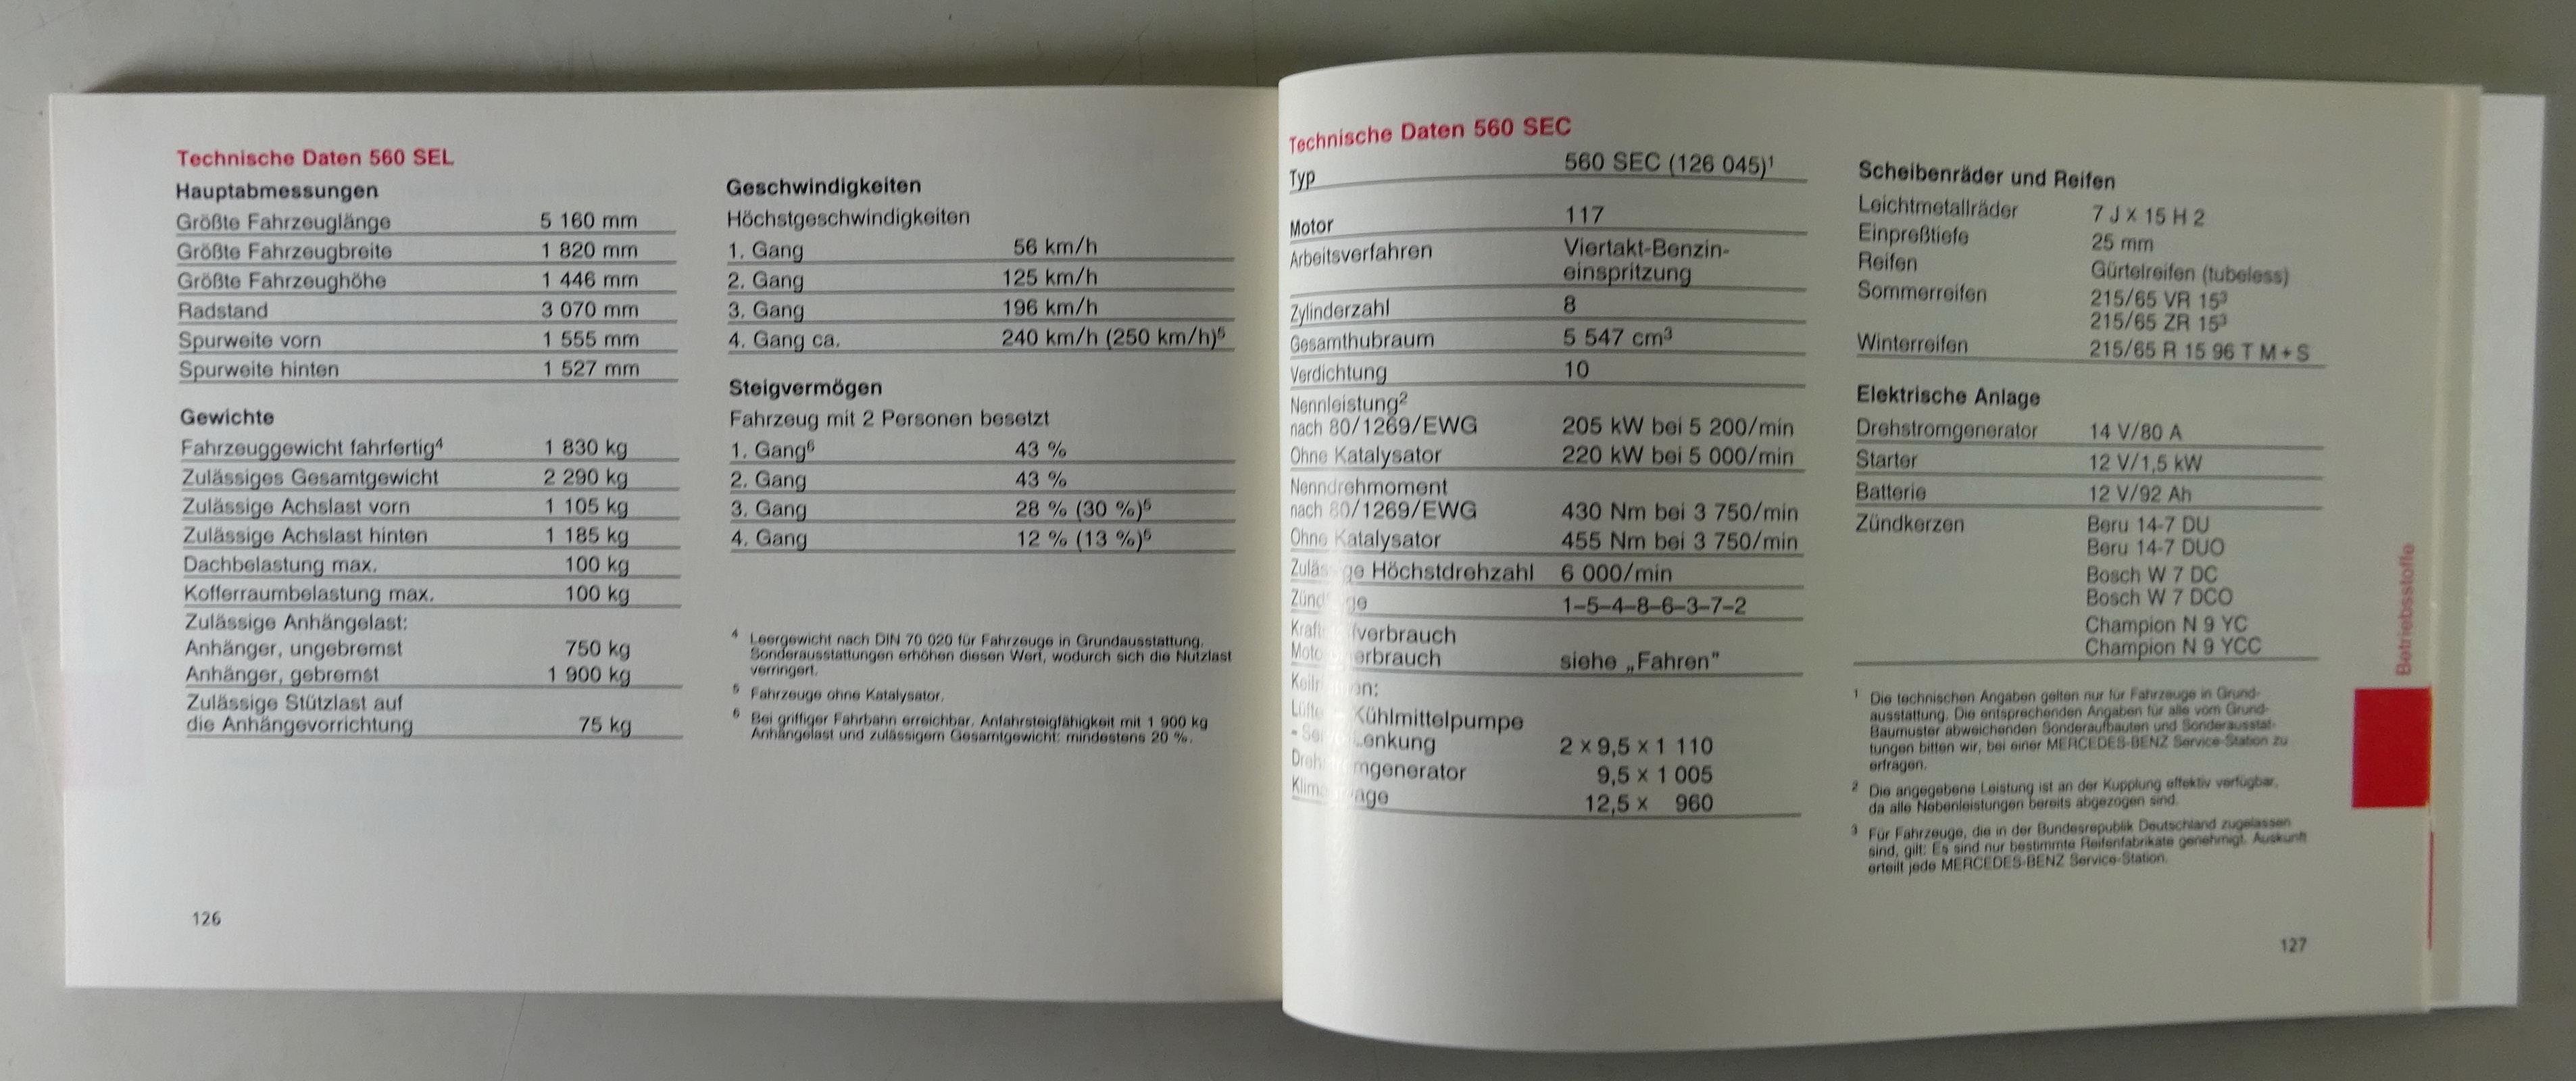 Technische Daten 560 SEL
Hauptabmessungen
Größte Fahrzeuglänge 5 160 mm
Größte Fahrzeugbreite 1 820 mm
Größte Fahrzeughöhe 1 446 mm
Radstand 3 070 mm
Spurweite vorn 1 555 mm
Spurweite hinten 1 527 mm
Gewichte
Fahrzeuggewicht fahrfertig⁴ 1 830 kg
Zulässiges Gesamtgewicht 2 290 kg
Zulässige Achslast vorn 1 105 kg
Zulässige Achslast hinten 1 185 kg
Dachbelastung max. 100 kg
Kofferraumbelastung max. 100 kg
Zulässige Anhängelast:
Anhänger, ungebremst 750 kg
Anhänger, gebremst 1 900 kg
Zulässige Stützlast auf
die Anhängevorrichtung 75 kg
126
Geschwindigkeiten
Höchstgeschwindigkeiten
1. Gang 56 km/h
2. Gang 125 km/h
3. Gang 196 km/h
4. Gang ca. 240 km/h (250 km/h)⁵
Steigvermögen
Fahrzeug mit 2 Personen besetzt
1. Gang⁶ 43 %
2. Gang 43 %
3. Gang 28 % (30 %)⁵
4. Gang 12 % (13 %)⁵
⁴ Leergewicht nach DIN 70 020 für Fahrzeuge in Grundausstattung.
Sonderausstattungen erhöhen diesen Wert, wodurch sich die Nutzlast
verringert.
⁵ Fahrzeuge ohne Katalysator.
⁶ Bei griffiger Fahrbahn erreichbar. Anfahrsteigfähigkeit mit 1 900 kg
Anhängelast und zulässigem Gesamtgewicht: mindestens 20 %.
Technische Daten 560 SEC
Typ 560 SEC (126 045)¹
Motor 117
Arbeitsverfahren Viertakt-Benzin-
einspritzung
Zylinderzahl 8
Gesamthubraum 5 547 cm³
Verdichtung 10
Nennleistung²
nach 80/1269/EWG 205 kW bei 5 200/min
Ohne Katalysator 220 kW bei 5 000/min
Nenndrehmoment
nach 80/1269/EWG 430 Nm bei 3 750/min
Ohne Katalysator 455 Nm bei 3 750/min
Zulässige Höchstdrehzahl 6 000/min
1–5–4–8–6–3–7–2
siehe „Fahren"
Kühlmittelpumpe
2 × 9,5 × 1 110
9,5 × 1 005
12,5 × 960
Scheibenräder und Reifen
Leichtmetallräder 7 J × 15 H 2
Einpreßtiefe 25 mm
Reifen Gürtelreifen (tubeless)
Sommerreifen 215/65 VR 15³
215/65 ZR 15³
Winterreifen 215/65 R 15 96 T M + S
Elektrische Anlage
Drehstromgenerator 14 V/80 A
Starter 12 V/1,5 kW
Batterie 12 V/92 Ah
Zündkerzen Beru 14-7 DU
Beru 14-7 DUO
Bosch W 7 DC
Bosch W 7 DCO
Champion N 9 YC
Champion N 9 YCC
¹ Die technischen Angaben gelten nur für Fahrzeuge in Grund-
ausstattung. Die entsprechenden Angaben für alle vom Grund-
Baumuster abweichenden Sonderaufbauten und Sonderausstat-
tungen bitten wir, bei einer MERCEDES-BENZ Service-Station zu
erfragen.
² Die angegebene Leistung ist an der Kupplung effektiv verfügbar,
da alle Nebenleistungen bereits abgezogen sind.
³ Für Fahrzeuge, die in der Bundesrepublik Deutschland zugelassen
sind, gilt: Es sind nur bestimmte Reifenfabrikate genehmigt. Auskunft
erteilt jede MERCEDES-BENZ Service-Station.
Betriebsstoffe
127